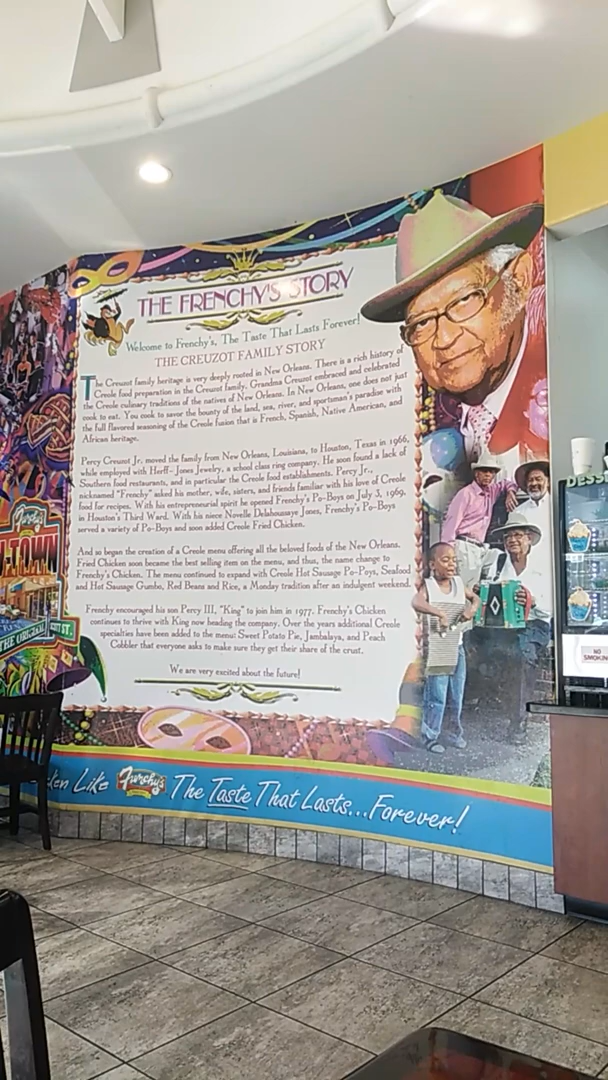 THE FRENCHY'S STORY
Welcome to Frenchy's, The Taste That Lasts Forever!
THE CREUZOT FAMILY STORY
The Creuzot family heritage is very deeply rooted in New Orleans. There is a rich history of
Creole food preparation in the Creuzot family. Grandma Creuzot embraced and celebrated
the Creole culinary traditions of the natives of New Orleans. In New Orleans, one does not just
cook to eat. You cook to savor the bounty of the land, sea, river, and sportsman's paradise with
the full flavored seasoning of the Creole fusion that is French, Spanish, Native American, and
African heritage.
Percy Creuzot Jr. moved the family from New Orleans, Louisiana, to Houston, Texas in 1966,
while employed with Herff-Jones Jewelry, a school class ring company. He soon found a lack of
Southern food restaurants, and in particular the Creole food establishments. Percy Jr.,
nicknamed "Frenchy" asked his mother, wife, sisters, and friends familiar with his love of Creole
food for recipes. With his entrepreneurial spirit he opened Frenchy's Po-Boys on July 3, 1969,
in Houston's Third Ward. With his niece Novelle Delahoussaye Jones, Frenchy's Po-Boys
served a variety of Po-Boys and soon added Creole Fried Chicken.
And so began the creation of a Creole menu offering all the beloved foods of the New Orleans.
Fried Chicken soon became the best selling item on the menu, and thus, the name change to
Frenchy's Chicken. The menu continued to expand with Creole Hot Sausage Po-Boys, Seafood
and Hot Sausage Gumbo, Red Beans and Rice, a Monday tradition after an indulgent weekend.
Frenchy encouraged his son Percy III, "King" to join him in 1977. Frenchy's Chicken
continues to thrive with King now heading the company. Over the years additional Creole
specialties have been added to the menu: Sweet Potato Pie, Jambalaya, and Peach
Cobbler that everyone asks to make sure they get their share of the crust.
We are very excited about the future!
Frenchy's
TOWN
THE ORIGINAL
Like Frenchy's The Taste That Lasts...Forever!
DESS
NO
SMOKIN